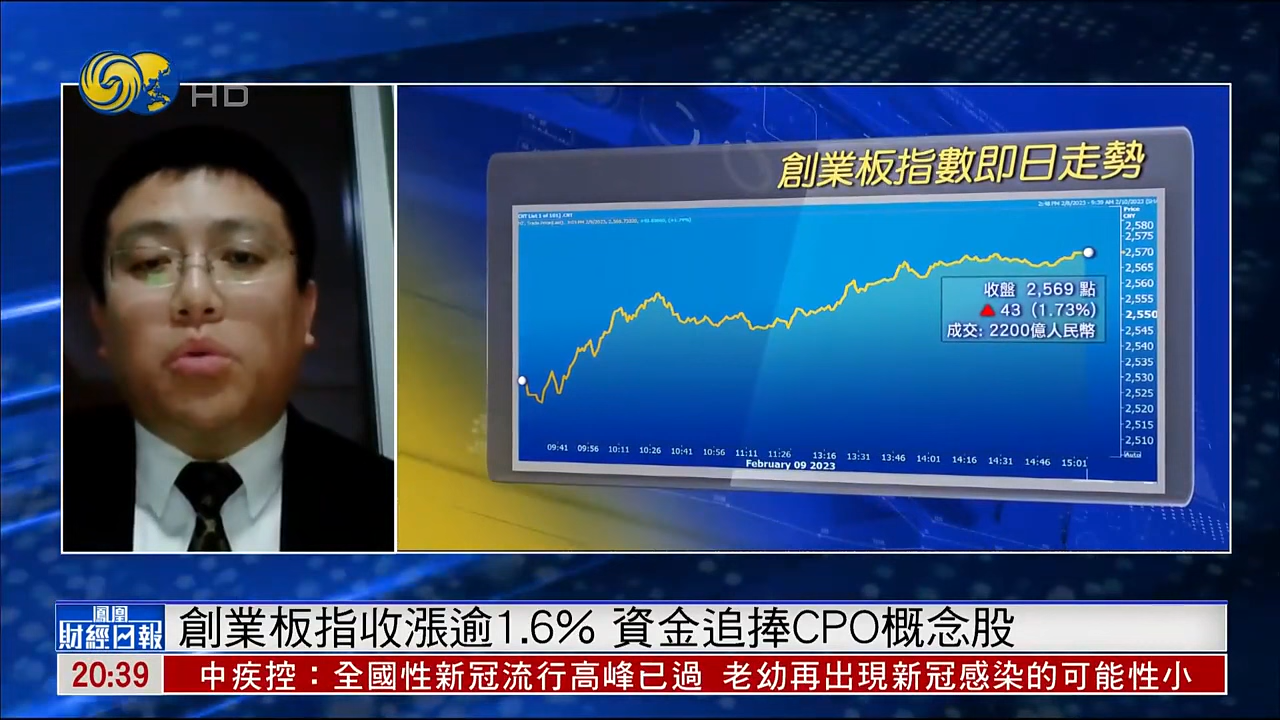 HD
創業板指數即日走勢
Price
CNY
2,580
2,575
2,570
2,565
2,560
2,555
2,550
2,545
2,540
2,535
2,530
2,525
2,520
2,515
2,510
Auto
收盤 2,569 點
▲ 43 (1.73%)
成交: 2200億人民幣
09:41 09:56 10:11 10:26 10:41 10:56 11:11 11:26 13:16 13:31 13:46 14:01 14:16 14:31 14:46 15:01
February 09 2023
鳳凰
財經日報
創業板指收漲逾1.6% 資金追捧CPO概念股
20:39
中疾控：全國性新冠流行高峰已過 老幼再出現新冠感染的可能性小